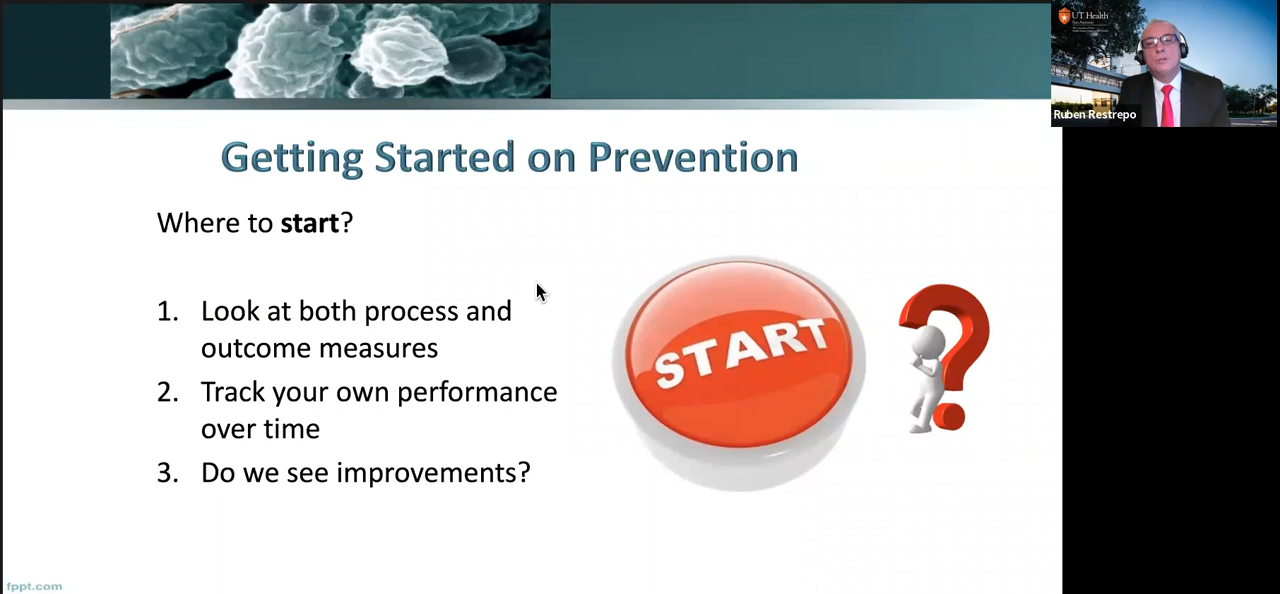 UT Health
San Antonio
Ruben Restrepo
Getting Started on Prevention
Where to start?
1. Look at both process and
outcome measures
2. Track your own performance
over time
3. Do we see improvements?
START
fppt.com